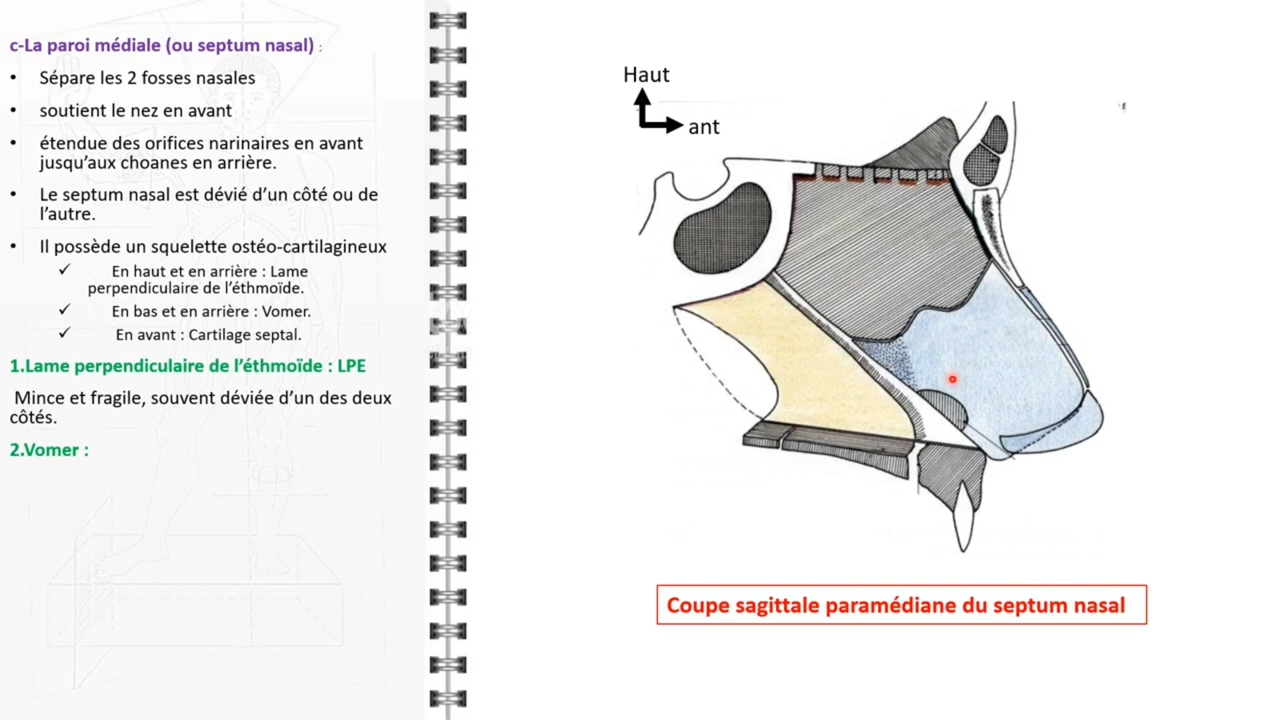 c-La paroi médiale (ou septum nasal) :
• Sépare les 2 fosses nasales
• soutient le nez en avant
• étendue des orifices narinaires en avant
jusqu'aux choanes en arrière.
• Le septum nasal est dévié d'un côté ou de
l'autre.
• Il possède un squelette ostéo-cartilagineux
✓ En haut et en arrière : Lame
perpendiculaire de l'éthmoïde.
✓ En bas et en arrière : Vomer.
✓ En avant : Cartilage septal.
1.Lame perpendiculaire de l'éthmoïde : LPE
Mince et fragile, souvent déviée d'un des deux
côtés.
2.Vomer :
Haut
ant
Coupe sagittale paramédiane du septum nasal